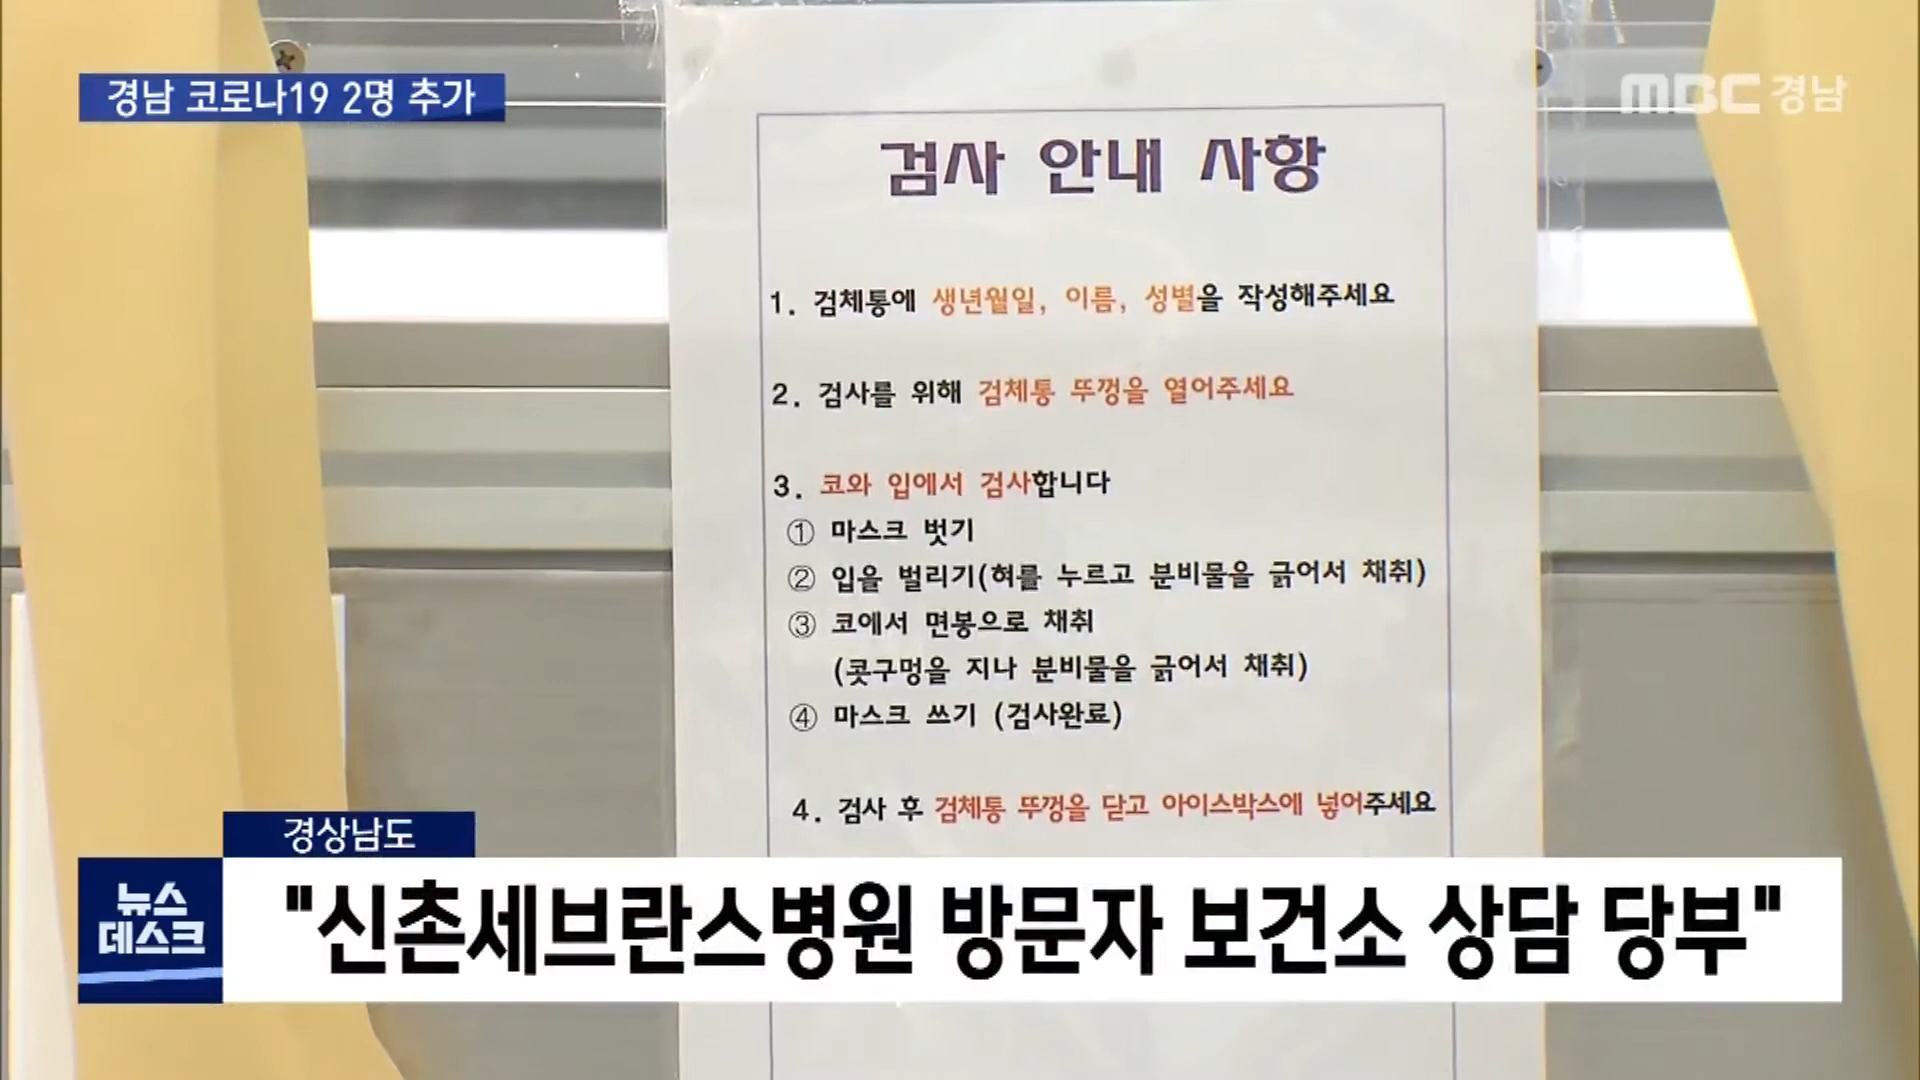 경남 코로나19 2명 추가
MBC 경남
검사 안내 사항
1. 검체통에 생년월일, 이름, 성별을 작성해주세요
2. 검사를 위해 검체통 뚜껑을 열어주세요
3. 코와 입에서 검사합니다
① 마스크 벗기
② 입을 벌리기(혀를 누르고 분비물을 긁어서 채취)
③ 코에서 면봉으로 채취
(콧구멍을 지나 분비물을 긁어서 채취)
④ 마스크 쓰기 (검사완료)
4. 검사 후 검체통 뚜껑을 닫고 아이스박스에 넣어주세요
경상남도
뉴스
데스크
"신촌세브란스병원 방문자 보건소 상담 당부"